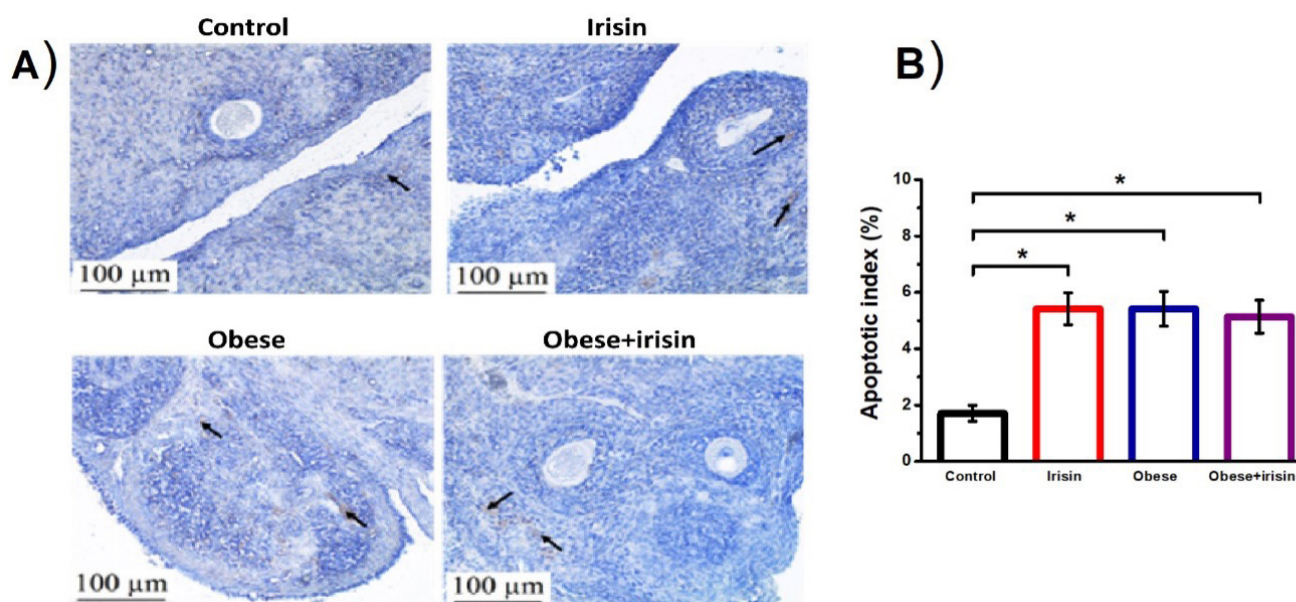 A)
Control
Irisin
100 µm
100 µm
Obese
Obese+irisin
100 µm
100 µm
B)
Apoptotic index (%)
10
8
6
4
2
0
*
*
*
Control
Irisin
Obese
Obese+irisin